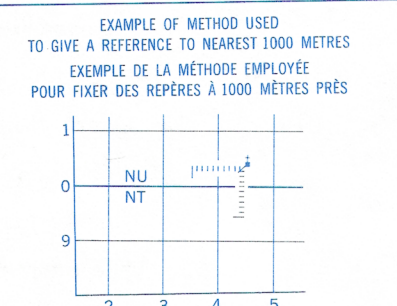 EXAMPLE OF METHOD USED
TO GIVE A REFERENCE TO NEAREST 1000 METRES
EXEMPLE DE LA MÉTHODE EMPLOYÉE
POUR FIXER DES REPÈRES À 1000 MÈTRES PRÈS
1
NU
0
NT
9
2 3 4 5